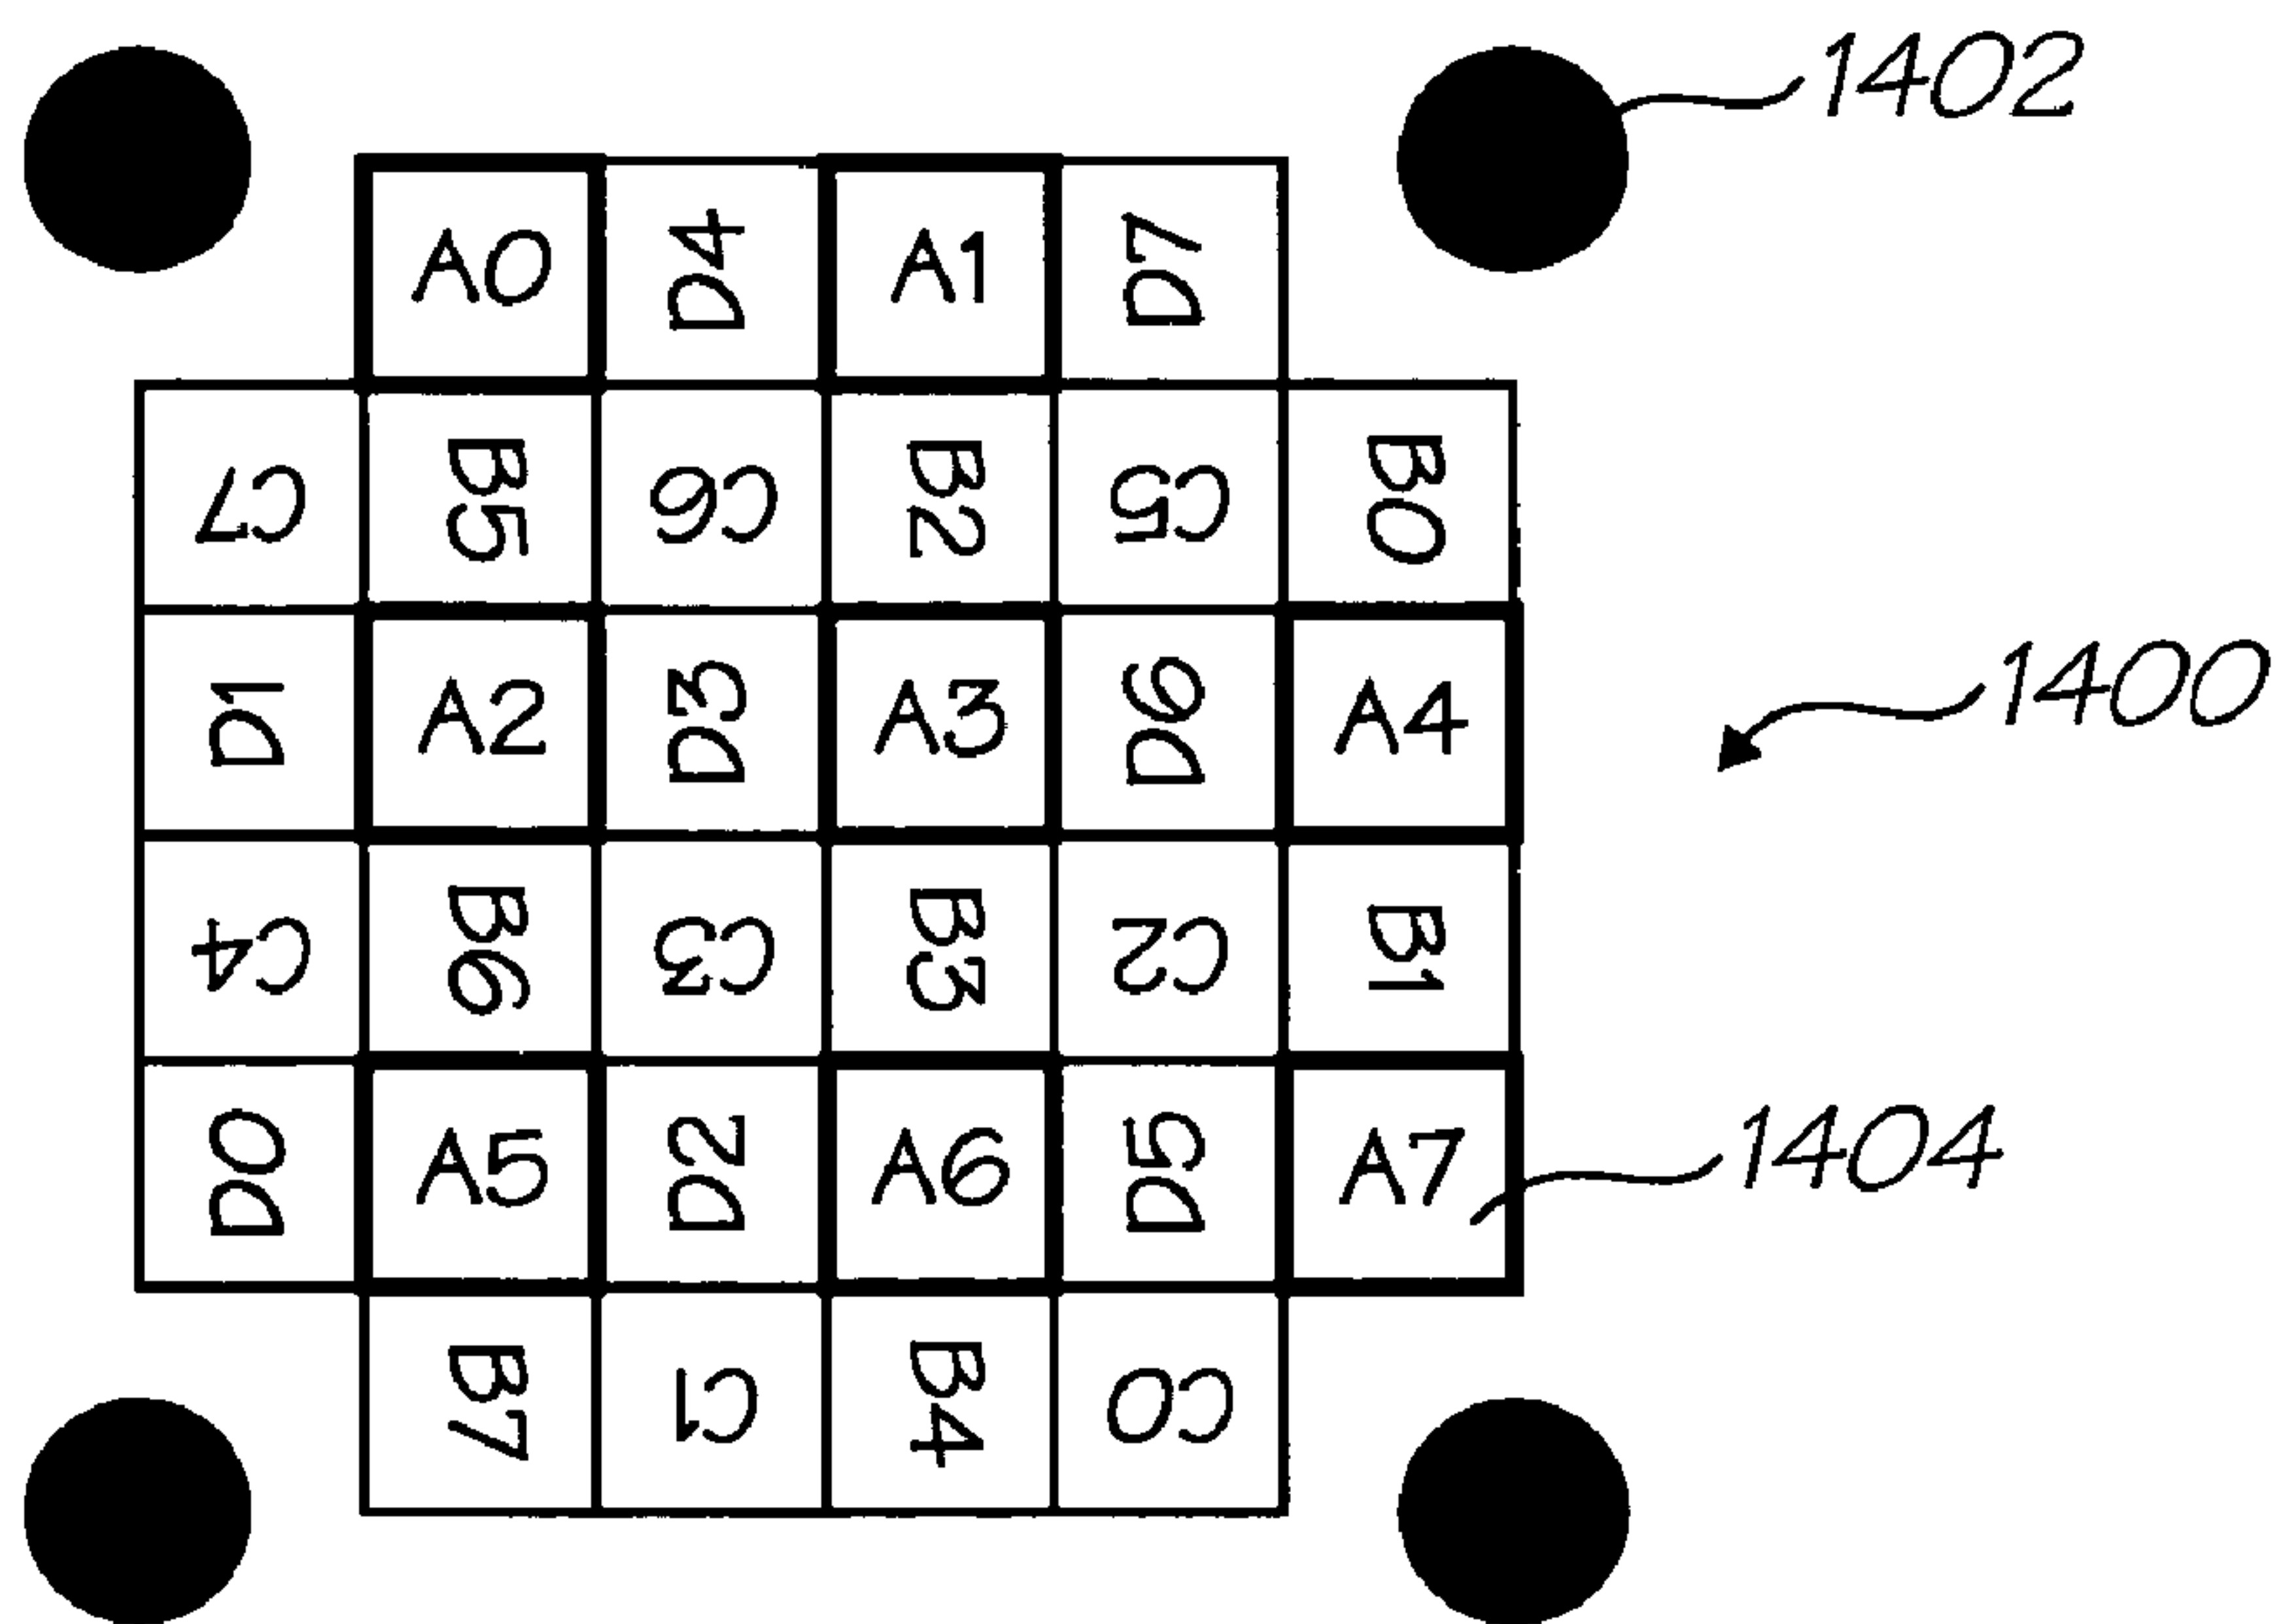 1402
A0 D4 A1 D7
C7 B5 C6 B2 C5 B0
1400
D1 A2 D3 A3 D6 A4
C4 B6 C3 B3 C2 B1
1404
D0 A5 D2 A6 D5 A7
B7 C1 B4 C0